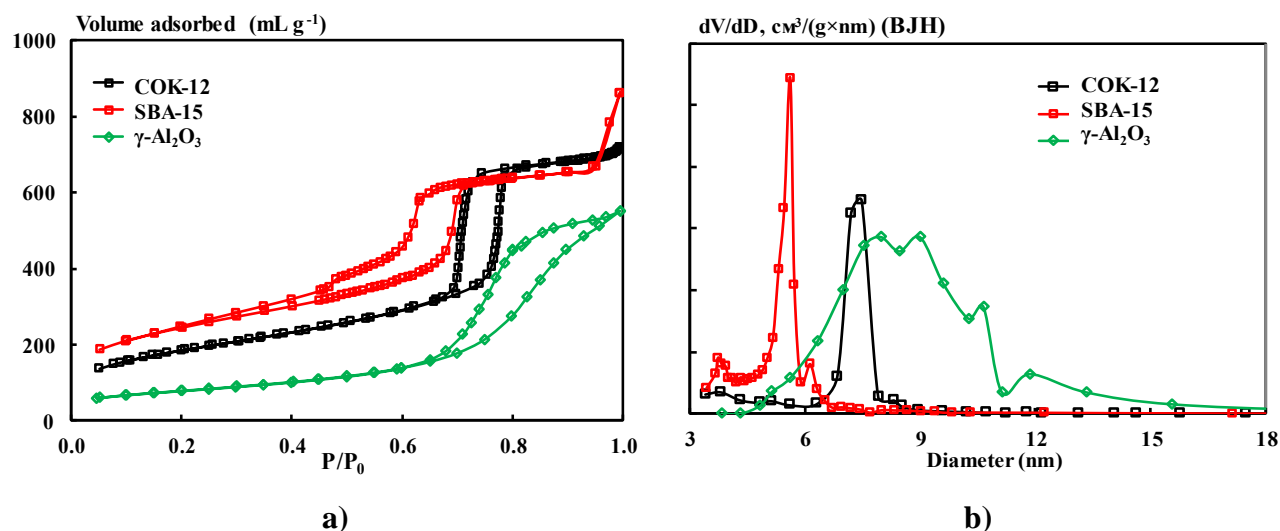 Volume adsorbed (mL g⁻¹)
1000
800
600
400
200
0
COK-12
SBA-15
γ-Al₂O₃
0.0 0.2 0.4 0.6 0.8 1.0
P/P₀
a)
dV/dD, см³/(g×nm) (BJH)
COK-12
SBA-15
γ-Al₂O₃
3 6 9 12 15 18
Diameter (nm)
b)